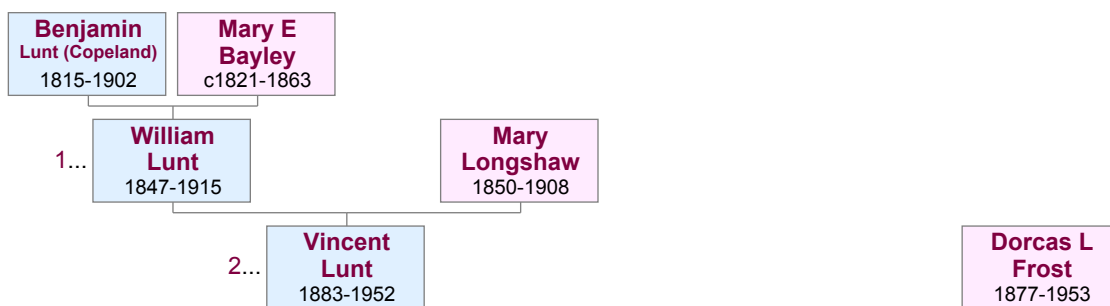 Benjamin
Lunt (Copeland)
1815-1902
Mary E
Bayley
c1821-1863
1...
William
Lunt
1847-1915
Mary
Longshaw
1850-1908
2...
Vincent
Lunt
1883-1952
Dorcas L
Frost
1877-1953